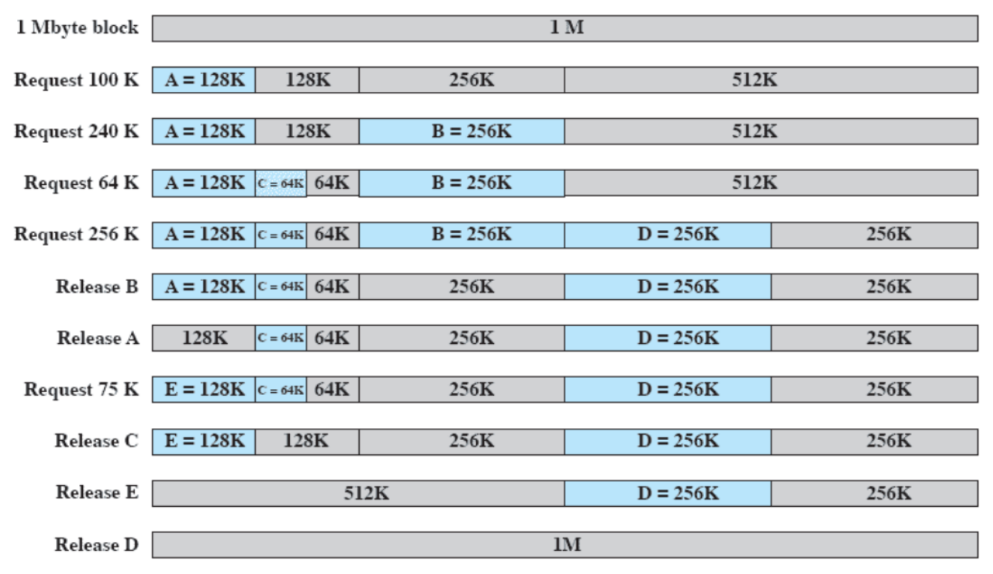 1 Mbyte block 1 M
Request 100 K A = 128K 128K 256K 512K
Request 240 K A = 128K 128K B = 256K 512K
Request 64 K A = 128K C = 64K 64K B = 256K 512K
Request 256 K A = 128K C = 64K 64K B = 256K D = 256K 256K
Release B A = 128K C = 64K 64K 256K D = 256K 256K
Release A 128K C = 64K 64K 256K D = 256K 256K
Request 75 K E = 128K C = 64K 64K 256K D = 256K 256K
Release C E = 128K 128K 256K D = 256K 256K
Release E 512K D = 256K 256K
Release D 1M